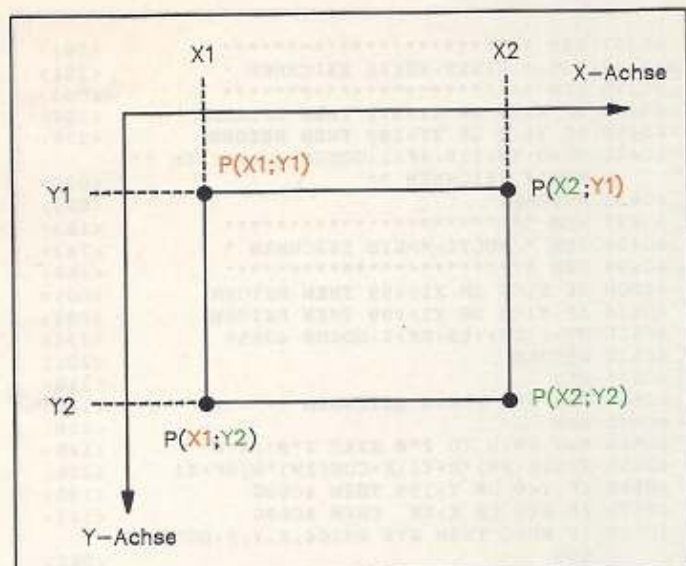 X1 X2
X-Achse
P(X1;Y1)
Y1 P(X2;Y1)
Y2 P(X2;Y2)
P(X1;Y2)
Y-Achse